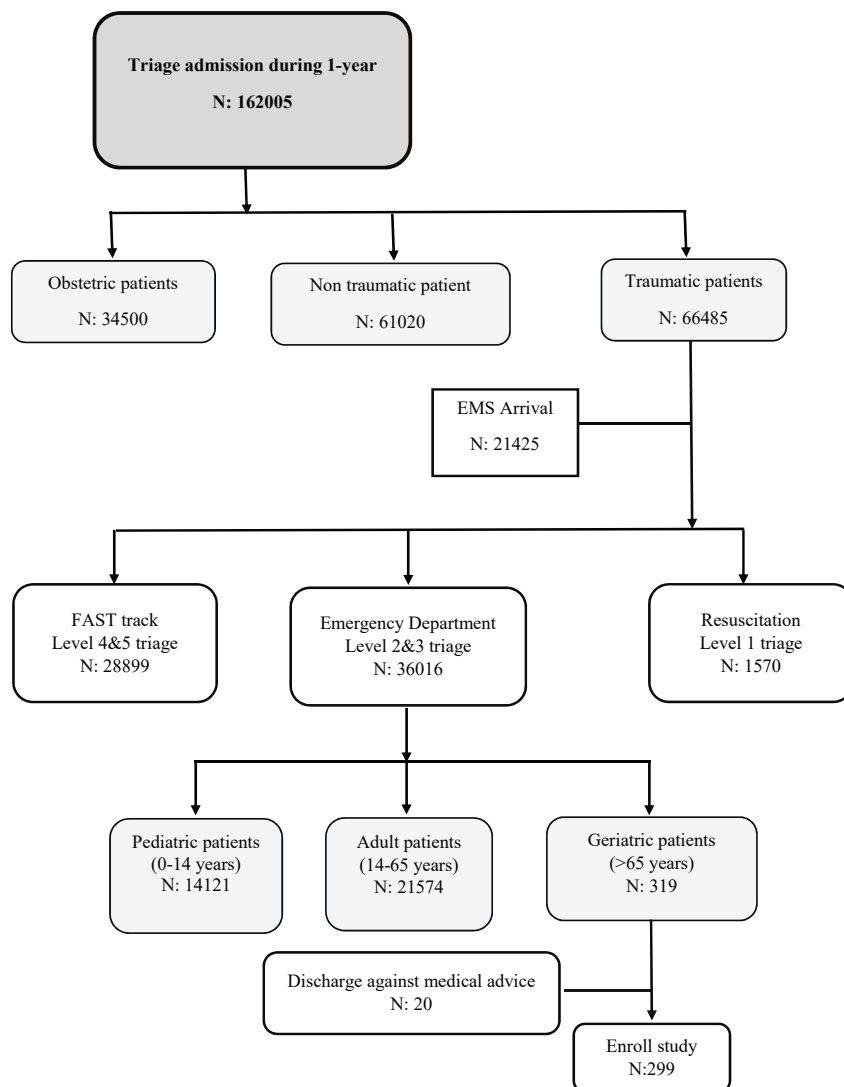 Triage admission during 1-year
N: 162005
Obstetric patients
N: 34500
Non traumatic patient
N: 61020
Traumatic patients
N: 66485
EMS Arrival
N: 21425
FAST track
Level 4&5 triage
N: 28899
Emergency Department
Level 2&3 triage
N: 36016
Resuscitation
Level 1 triage
N: 1570
Pediatric patients
(0-14 years)
N: 14121
Adult patients
(14-65 years)
N: 21574
Geriatric patients
(>65 years)
N: 319
Discharge against medical advice
N: 20
Enroll study
N:299